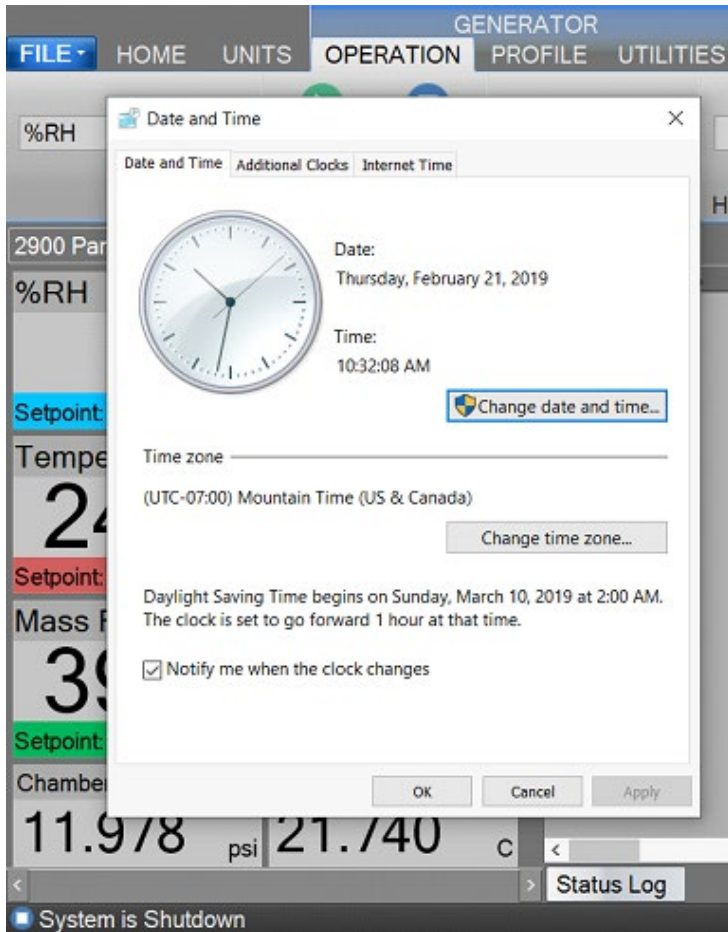 GENERATOR
FILE HOME UNITS OPERATION PROFILE UTILITIES
%RH
Date and Time
Date and Time Additional Clocks Internet Time
H
2900
%RH
Date:
Thursday, February 21, 2019
Time:
10:32:08 AM
Setpoint:
Change date and time...
Time zone
(UTC-07:00) Mountain Time (US & Canada)
Change time zone...
Setpoint:
Daylight Saving Time begins on Sunday, March 10, 2019 at 2:00 AM.
The clock is set to go forward 1 hour at that time.
Mass
Notify me when the clock changes
Setpoint:
Chamber
OK Cancel Apply
11.978 psi 21.740 C
Status Log
System is Shutdown